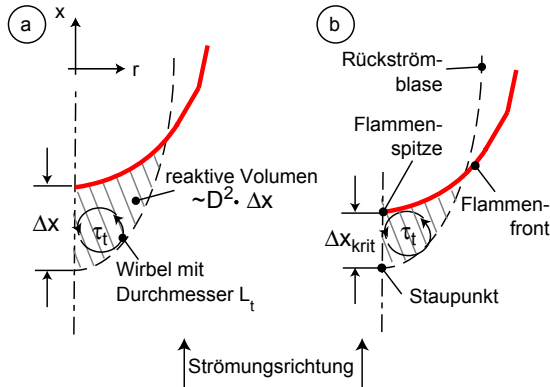 a
x
r
Δx
τt
reaktive Volumen
~D²· Δx
Wirbel mit
Durchmesser Lt
b
Rückström-
blase
Flammen-
spitze
Δxkrit
τt
Flammen-
front
Staupunkt
Strömungsrichtung